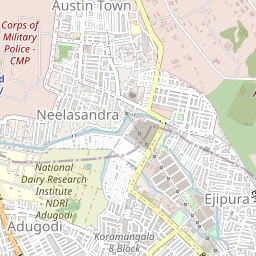 Austin Town
Corps of
Military
Police -
CMP
Neelasandra
National
Dairy Research
Institute
NDRI
Adugodi
Ejipura
Adugodi
Koramangala
8-Block